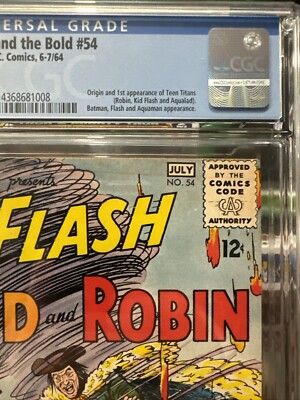 VERSAL GRADE
and the Bold #54
C. Comics, 6-7/64
Origin and 1st appearance of Teen Titans
(Robin, Kid Flash and Aqualad).
Batman, Flash and Aquaman appearance.
4368681008
CGC
presents
JULY
NO. 54
APPROVED
BY THE
COMICS
CODE
CA
AUTHORITY
FLASH
12¢
D and ROBIN